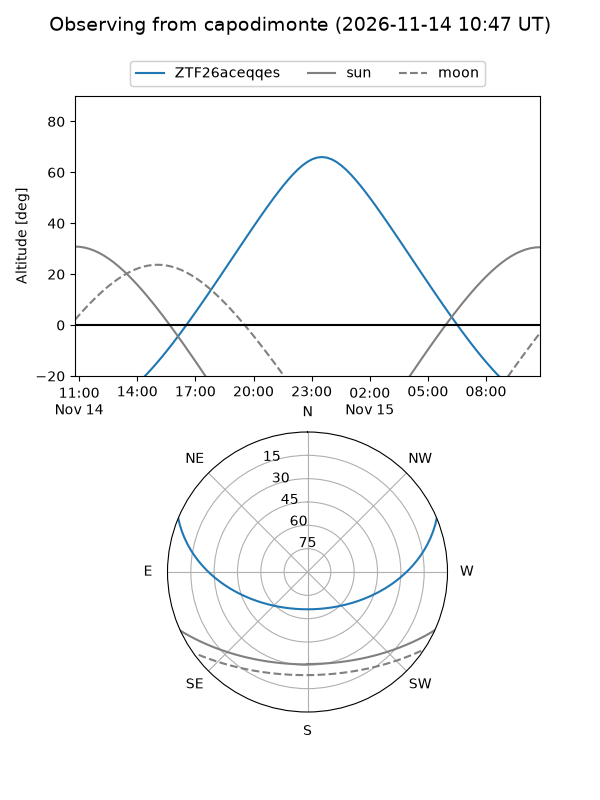 Observing from capodimonte (2026-11-14 10:47 UT)
ZTF26aceqqes sun moon
80
60
40
20
0
−20
Altitude [deg]
11:00 14:00 17:00 20:00 23:00 02:00 05:00 08:00
Nov 14 Nov 15
N
NE NW
15
30
45
60
75
E W
SE SW
S